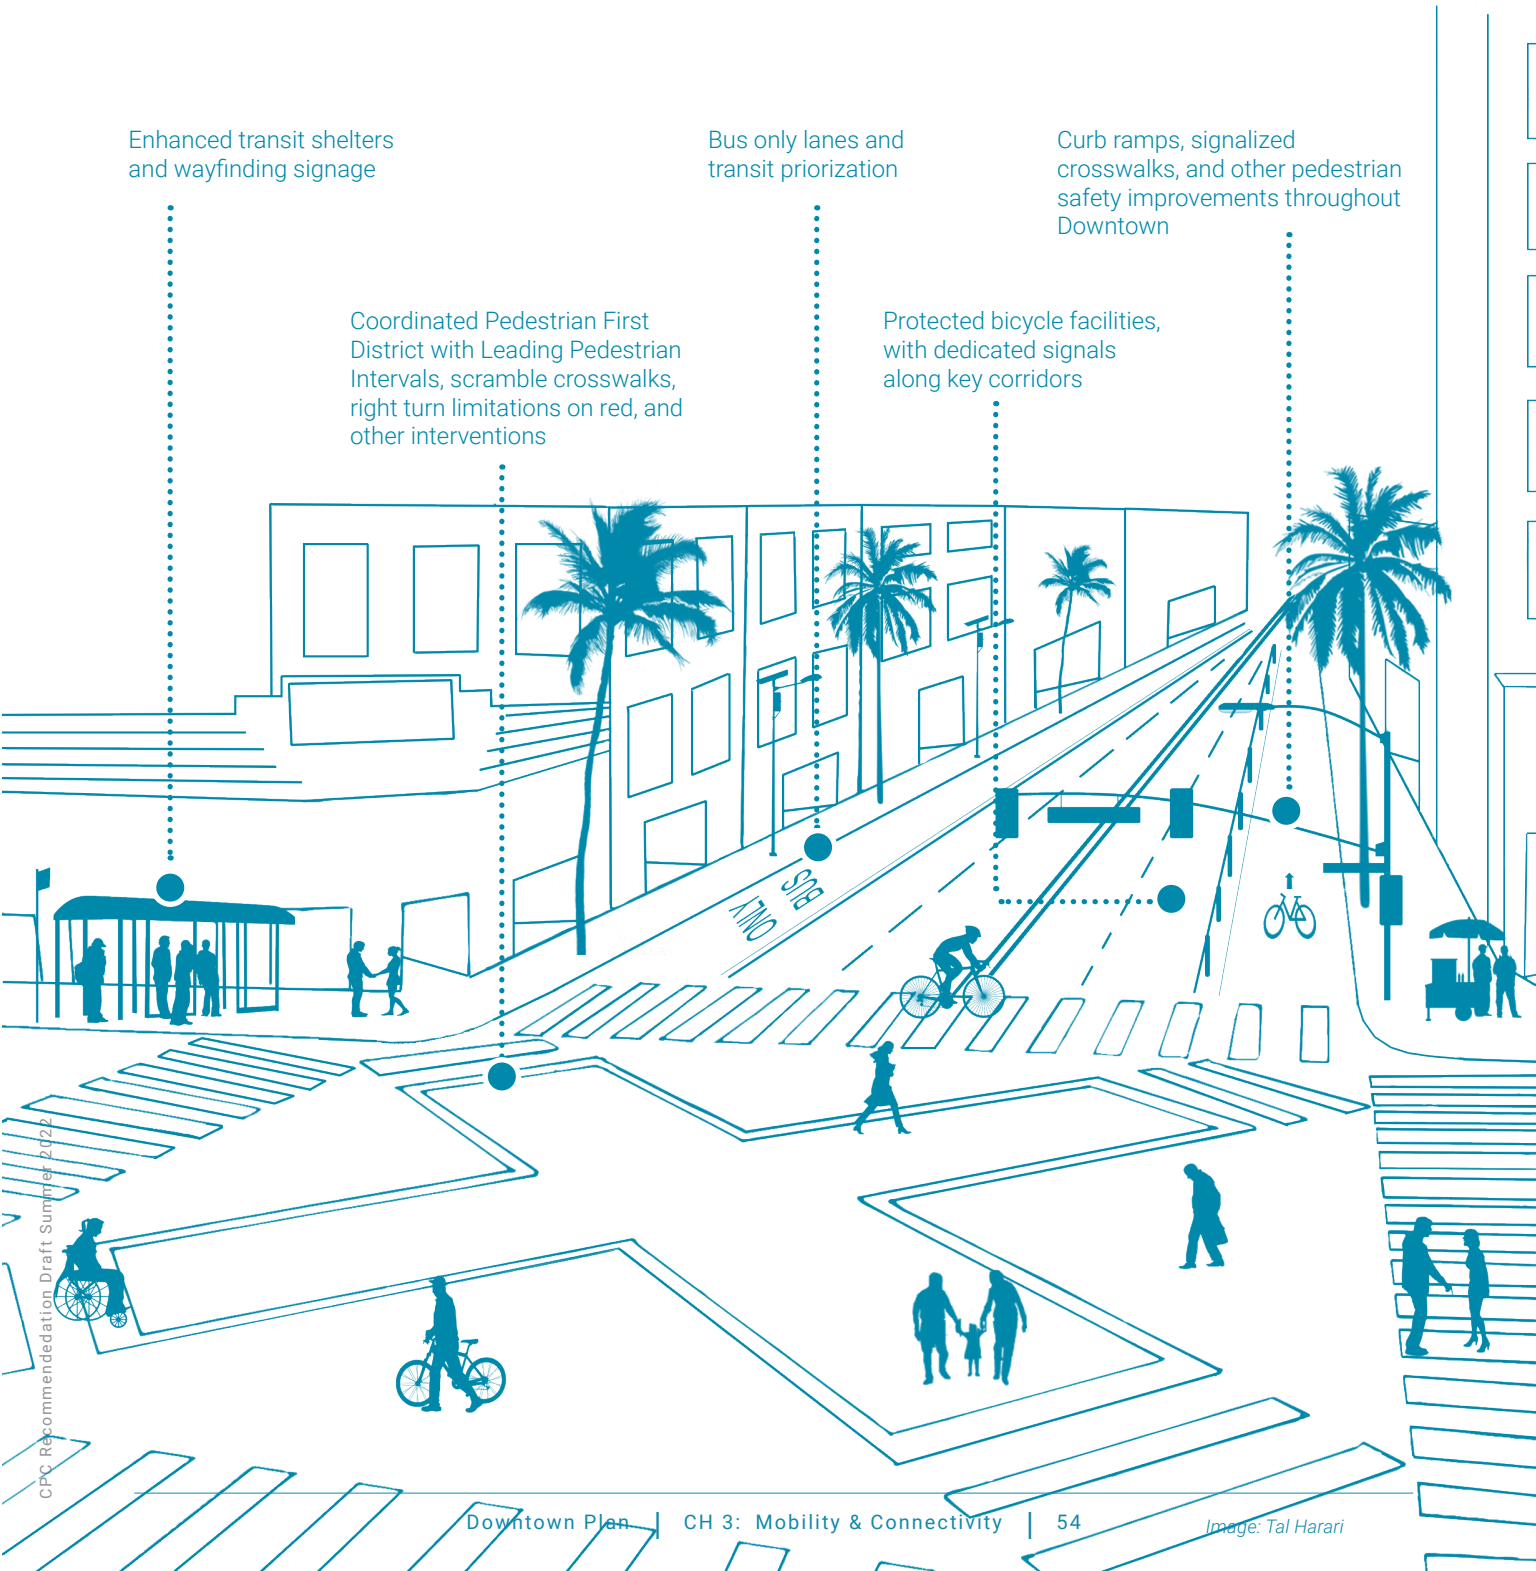 Enhanced transit shelters
and wayfinding signage
Bus only lanes and
transit priorization
Curb ramps, signalized
crosswalks, and other pedestrian
safety improvements throughout
Downtown
Coordinated Pedestrian First
District with Leading Pedestrian
Intervals, scramble crosswalks,
right turn limitations on red, and
other interventions
Protected bicycle facilities,
with dedicated signals
along key corridors
BUS
ONLY
CPC Recommendedation Draft Summer 2022
Downtown Plan | CH 3: Mobility & Connectivity | 54
Image: Tal Harari